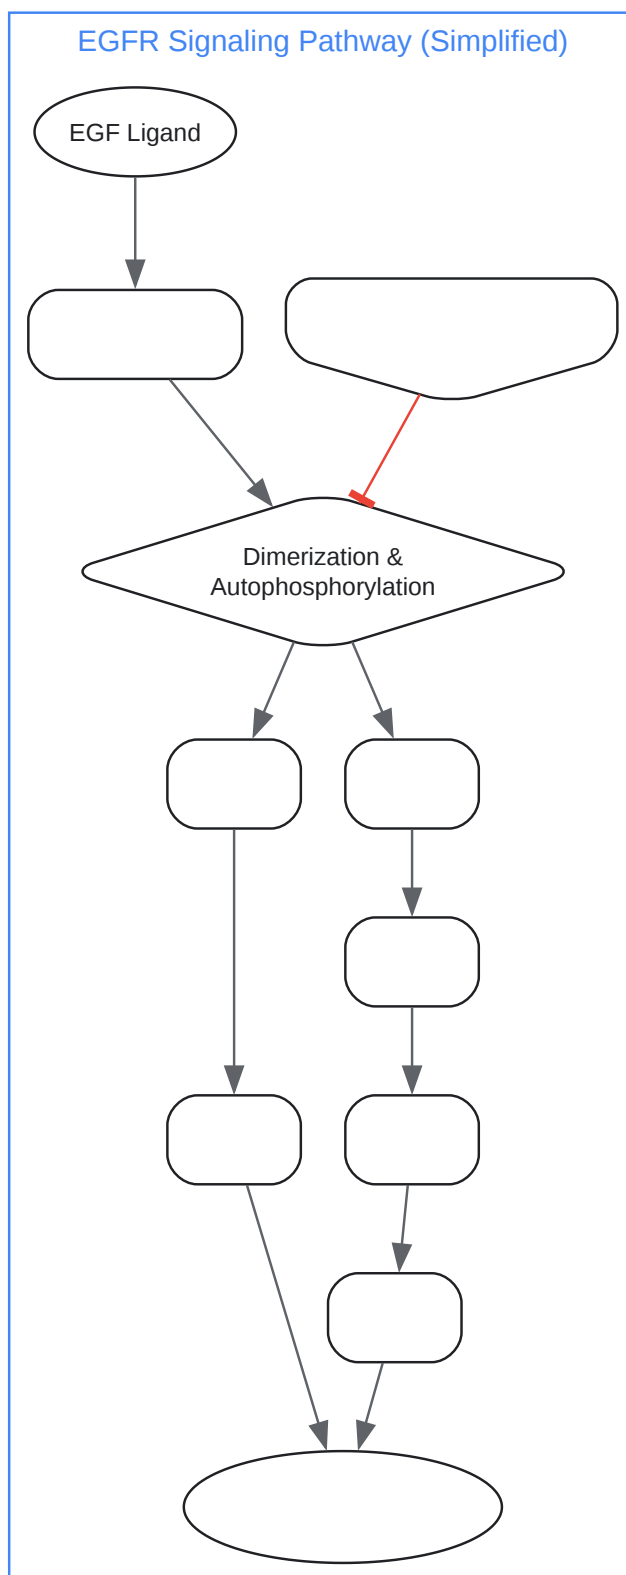 EGFR Signaling Pathway (Simplified)
EGF Ligand
Dimerization &
Autophosphorylation